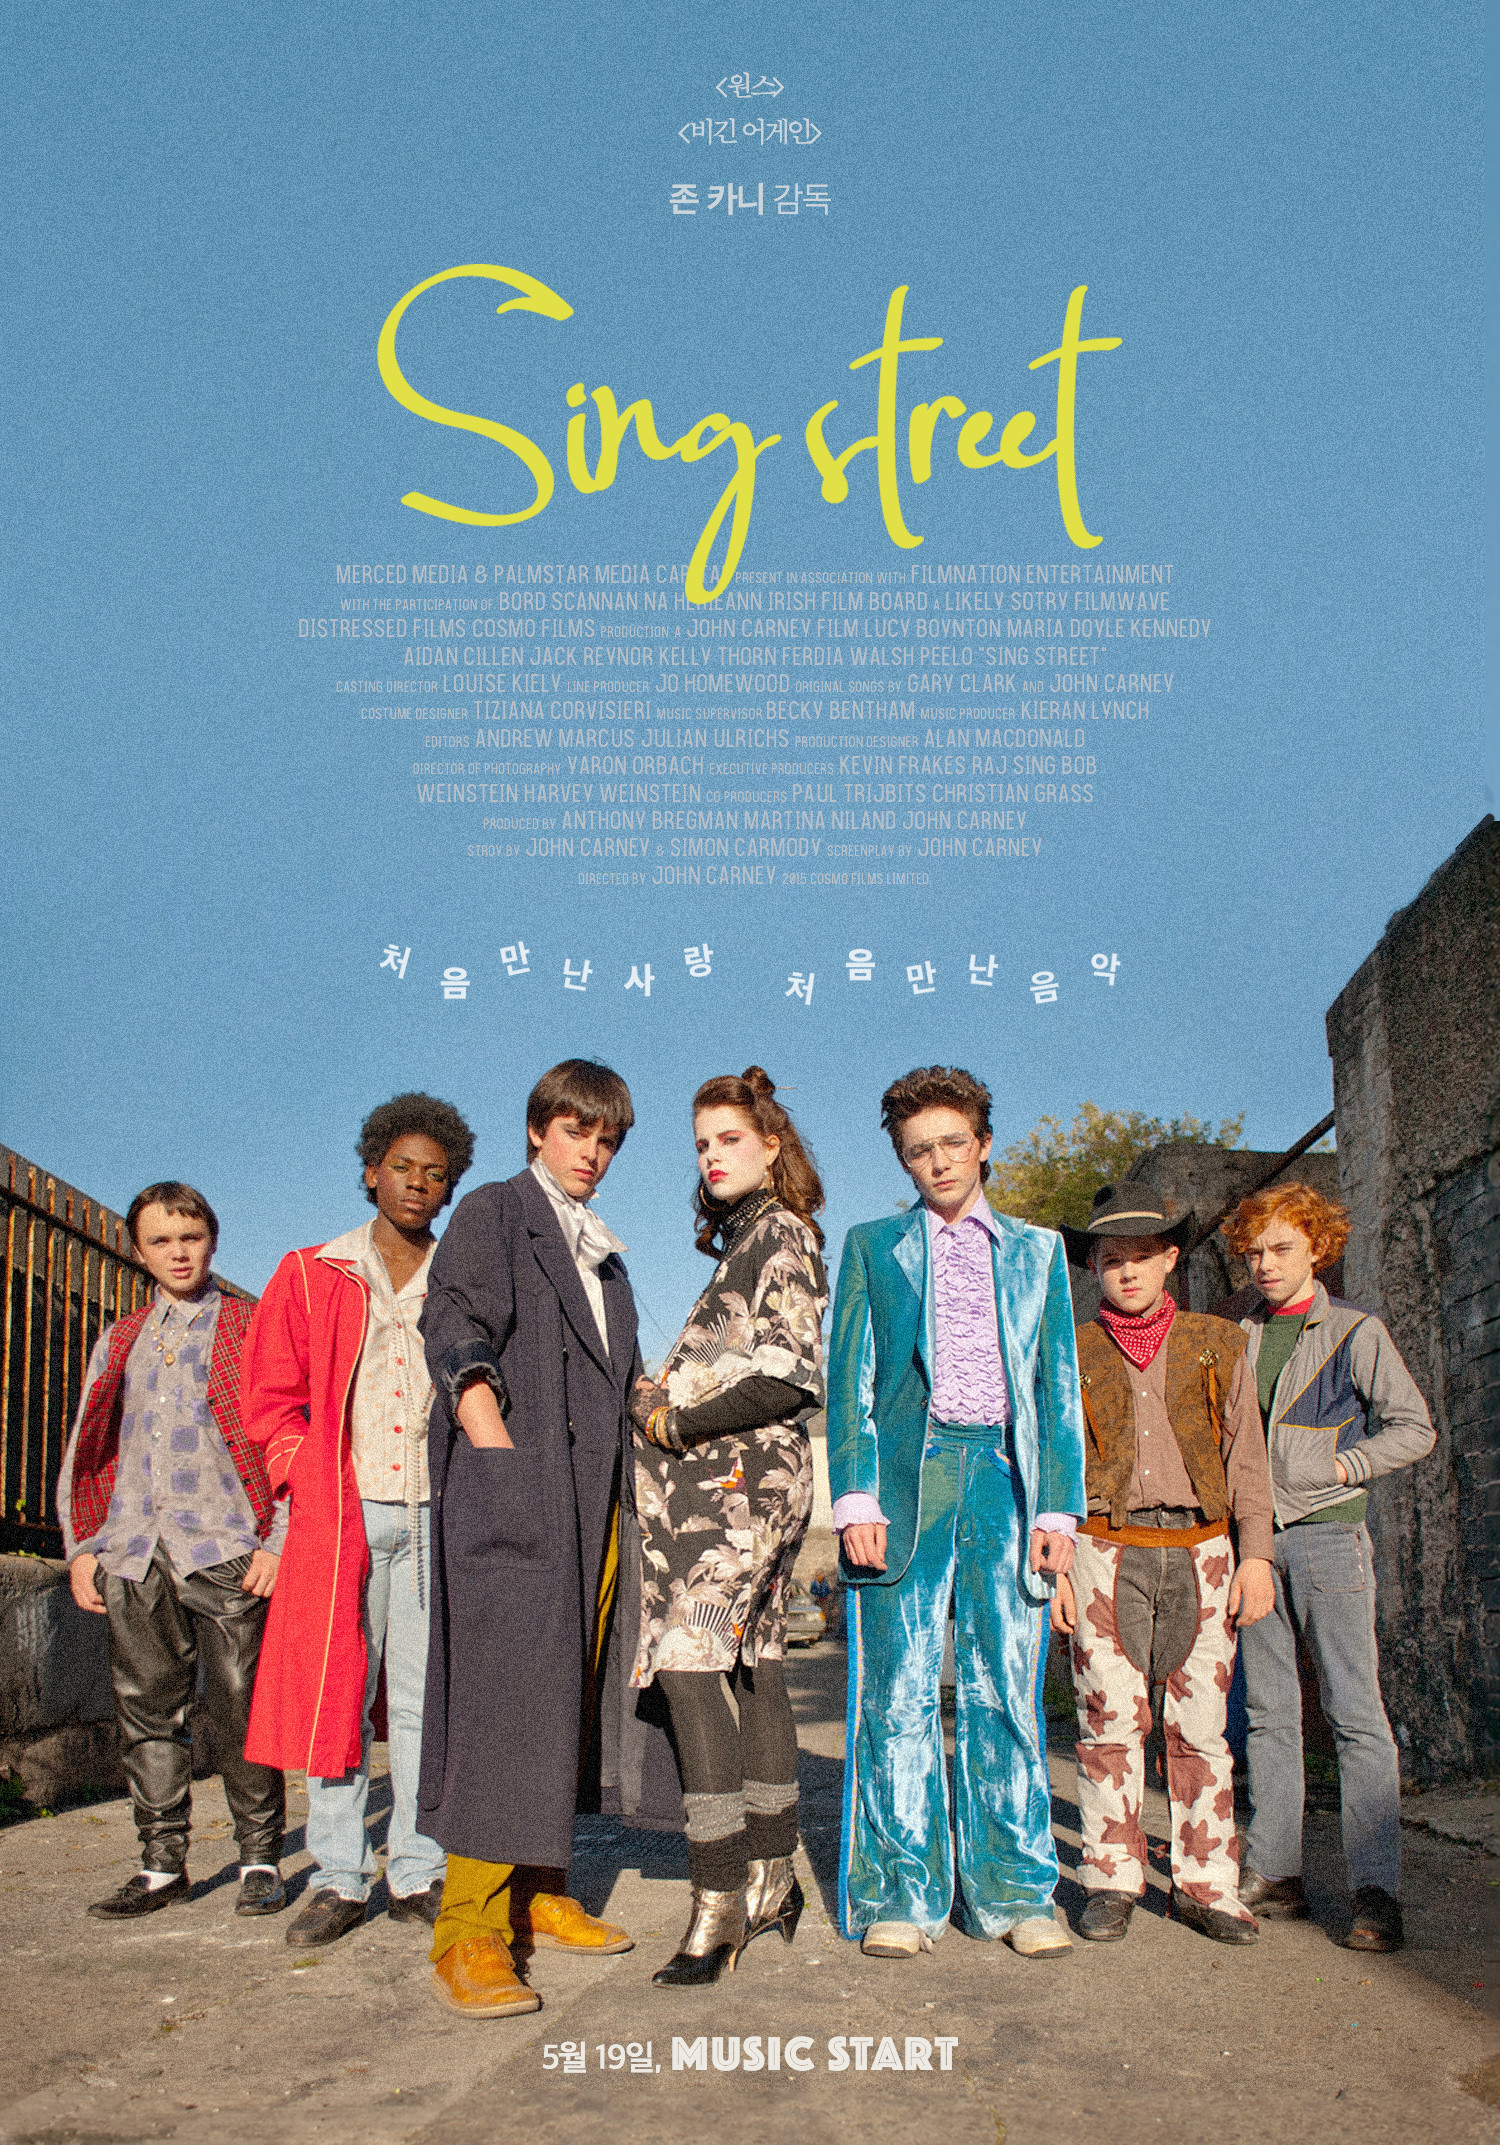 <원스>
<비긴 어게인>
존 카니 감독
Sing street
MERCED MEDIA & PALMSTAR MEDIA PRESENT IN ASSOCIATION WITH FILMNATION ENTERTAINMENT
WITH THE PARTICIPATION OF BORD SCANNAN NA IRISH FILM BOARD A LIKELY SOTRY FILMWAVE
DISTRESSED FILMS COSMO FILMS PRODUCTION A JOHN CARNEY FILM LUCY BOYNTON MARIA DOYLE KENNEDY
AIDAN CILLEN JACK REYNOR KELLY THORN FERDIA WALSH PEELO "SING STREET"
CASTING DIRECTOR LOUISE KIELY LINE PRODUCER JO HOMEWOOD ORIGINAL SONGS BY GARY CLARK AND JOHN CARNEY
COSTUME DESIGNER TIZIANA CORVISIERI MUSIC SUPERVISOR BECKY BENTHAM MUSIC PRODUCER KIERAN LYNCH
EDITORS ANDREW MARCUS JULIAN ULRICHS PRODUCTION DESIGNER ALAN MACDONALD
DIRECTOR OF PHOTOGRAPHY YARON ORBACH EXECUTIVE PRODUCERS KEVIN FRAKES RAJ SING BOB
WEINSTEIN HARVEY WEINSTEIN CO PRODUCERS PAUL TRIJBITS CHRISTIAN GRASS
PRODUCED BY ANTHONY BREGMAN MARTINA NILAND JOHN CARNEY
STROY BY JOHN CARNEY & SIMON CARMODY SCREENPLAY BY JOHN CARNEY
DIRECTED BY JOHN CARNEY 2015 COSMO FILMS LIMITED
처음만난사랑 처음만난음악
5월 19일, MUSIC START